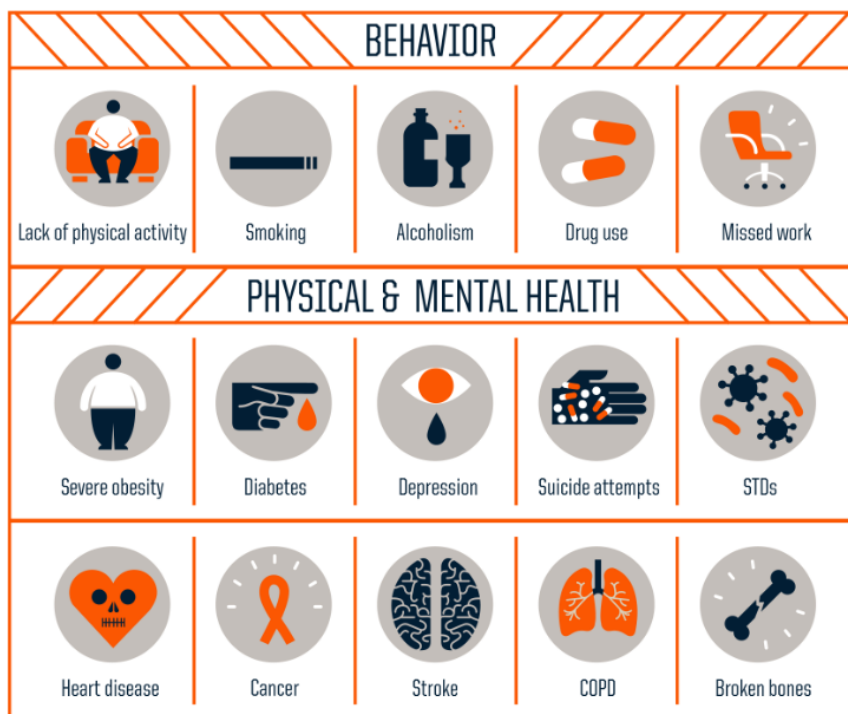 BEHAVIOR
Lack of physical activity
Smoking
Alcoholism
Drug use
Missed work
PHYSICAL & MENTAL HEALTH
Severe obesity
Diabetes
Depression
Suicide attempts
STDs
Heart disease
Cancer
Stroke
COPD
Broken bones